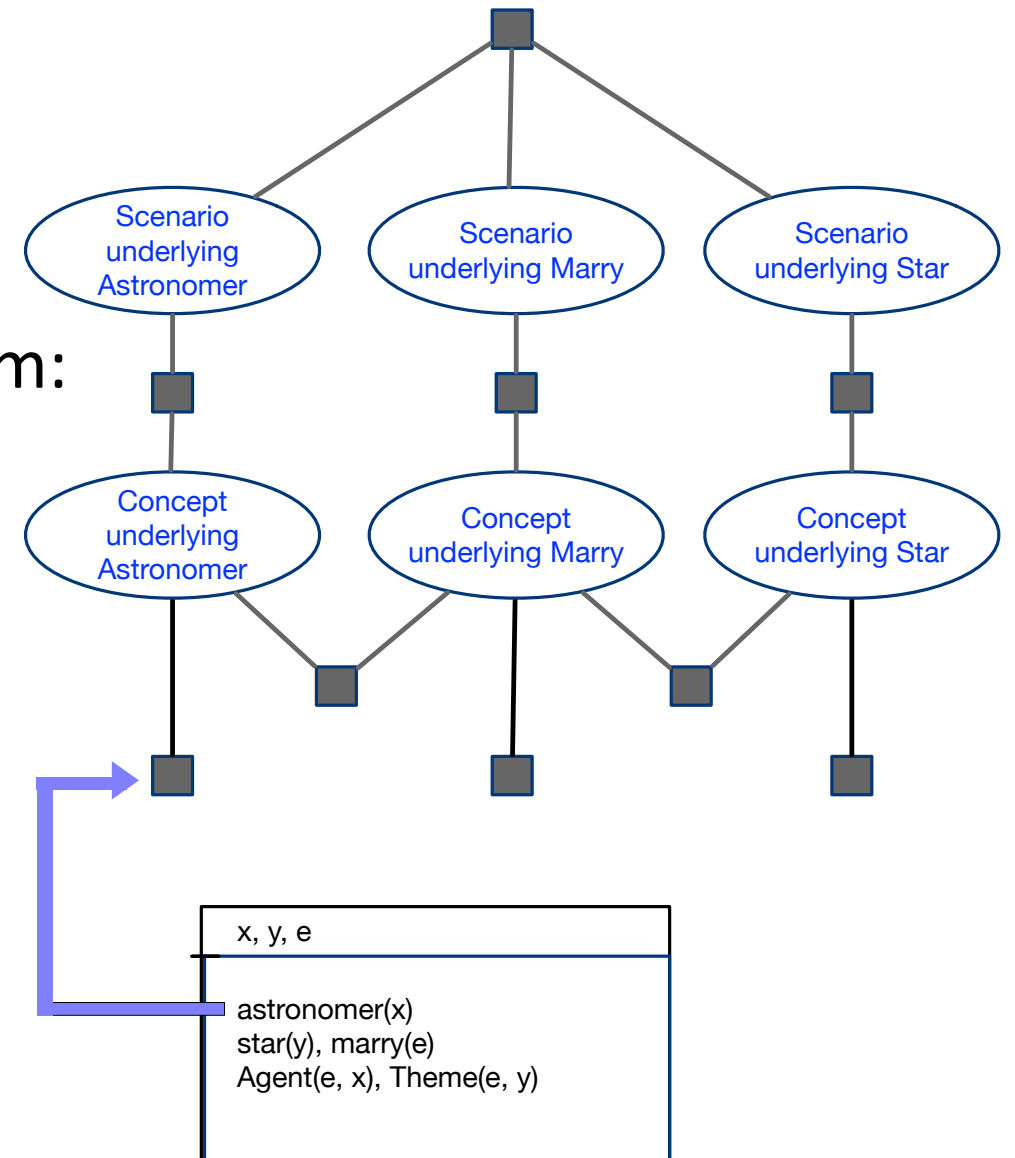 Scenario
underlying
Astronomer
Scenario
underlying Marry
Scenario
underlying Star
m:
Concept
underlying
Astronomer
Concept
underlying Marry
Concept
underlying Star
x, y, e
astronomer(x)
star(y), marry(e)
Agent(e, x), Theme(e, y)